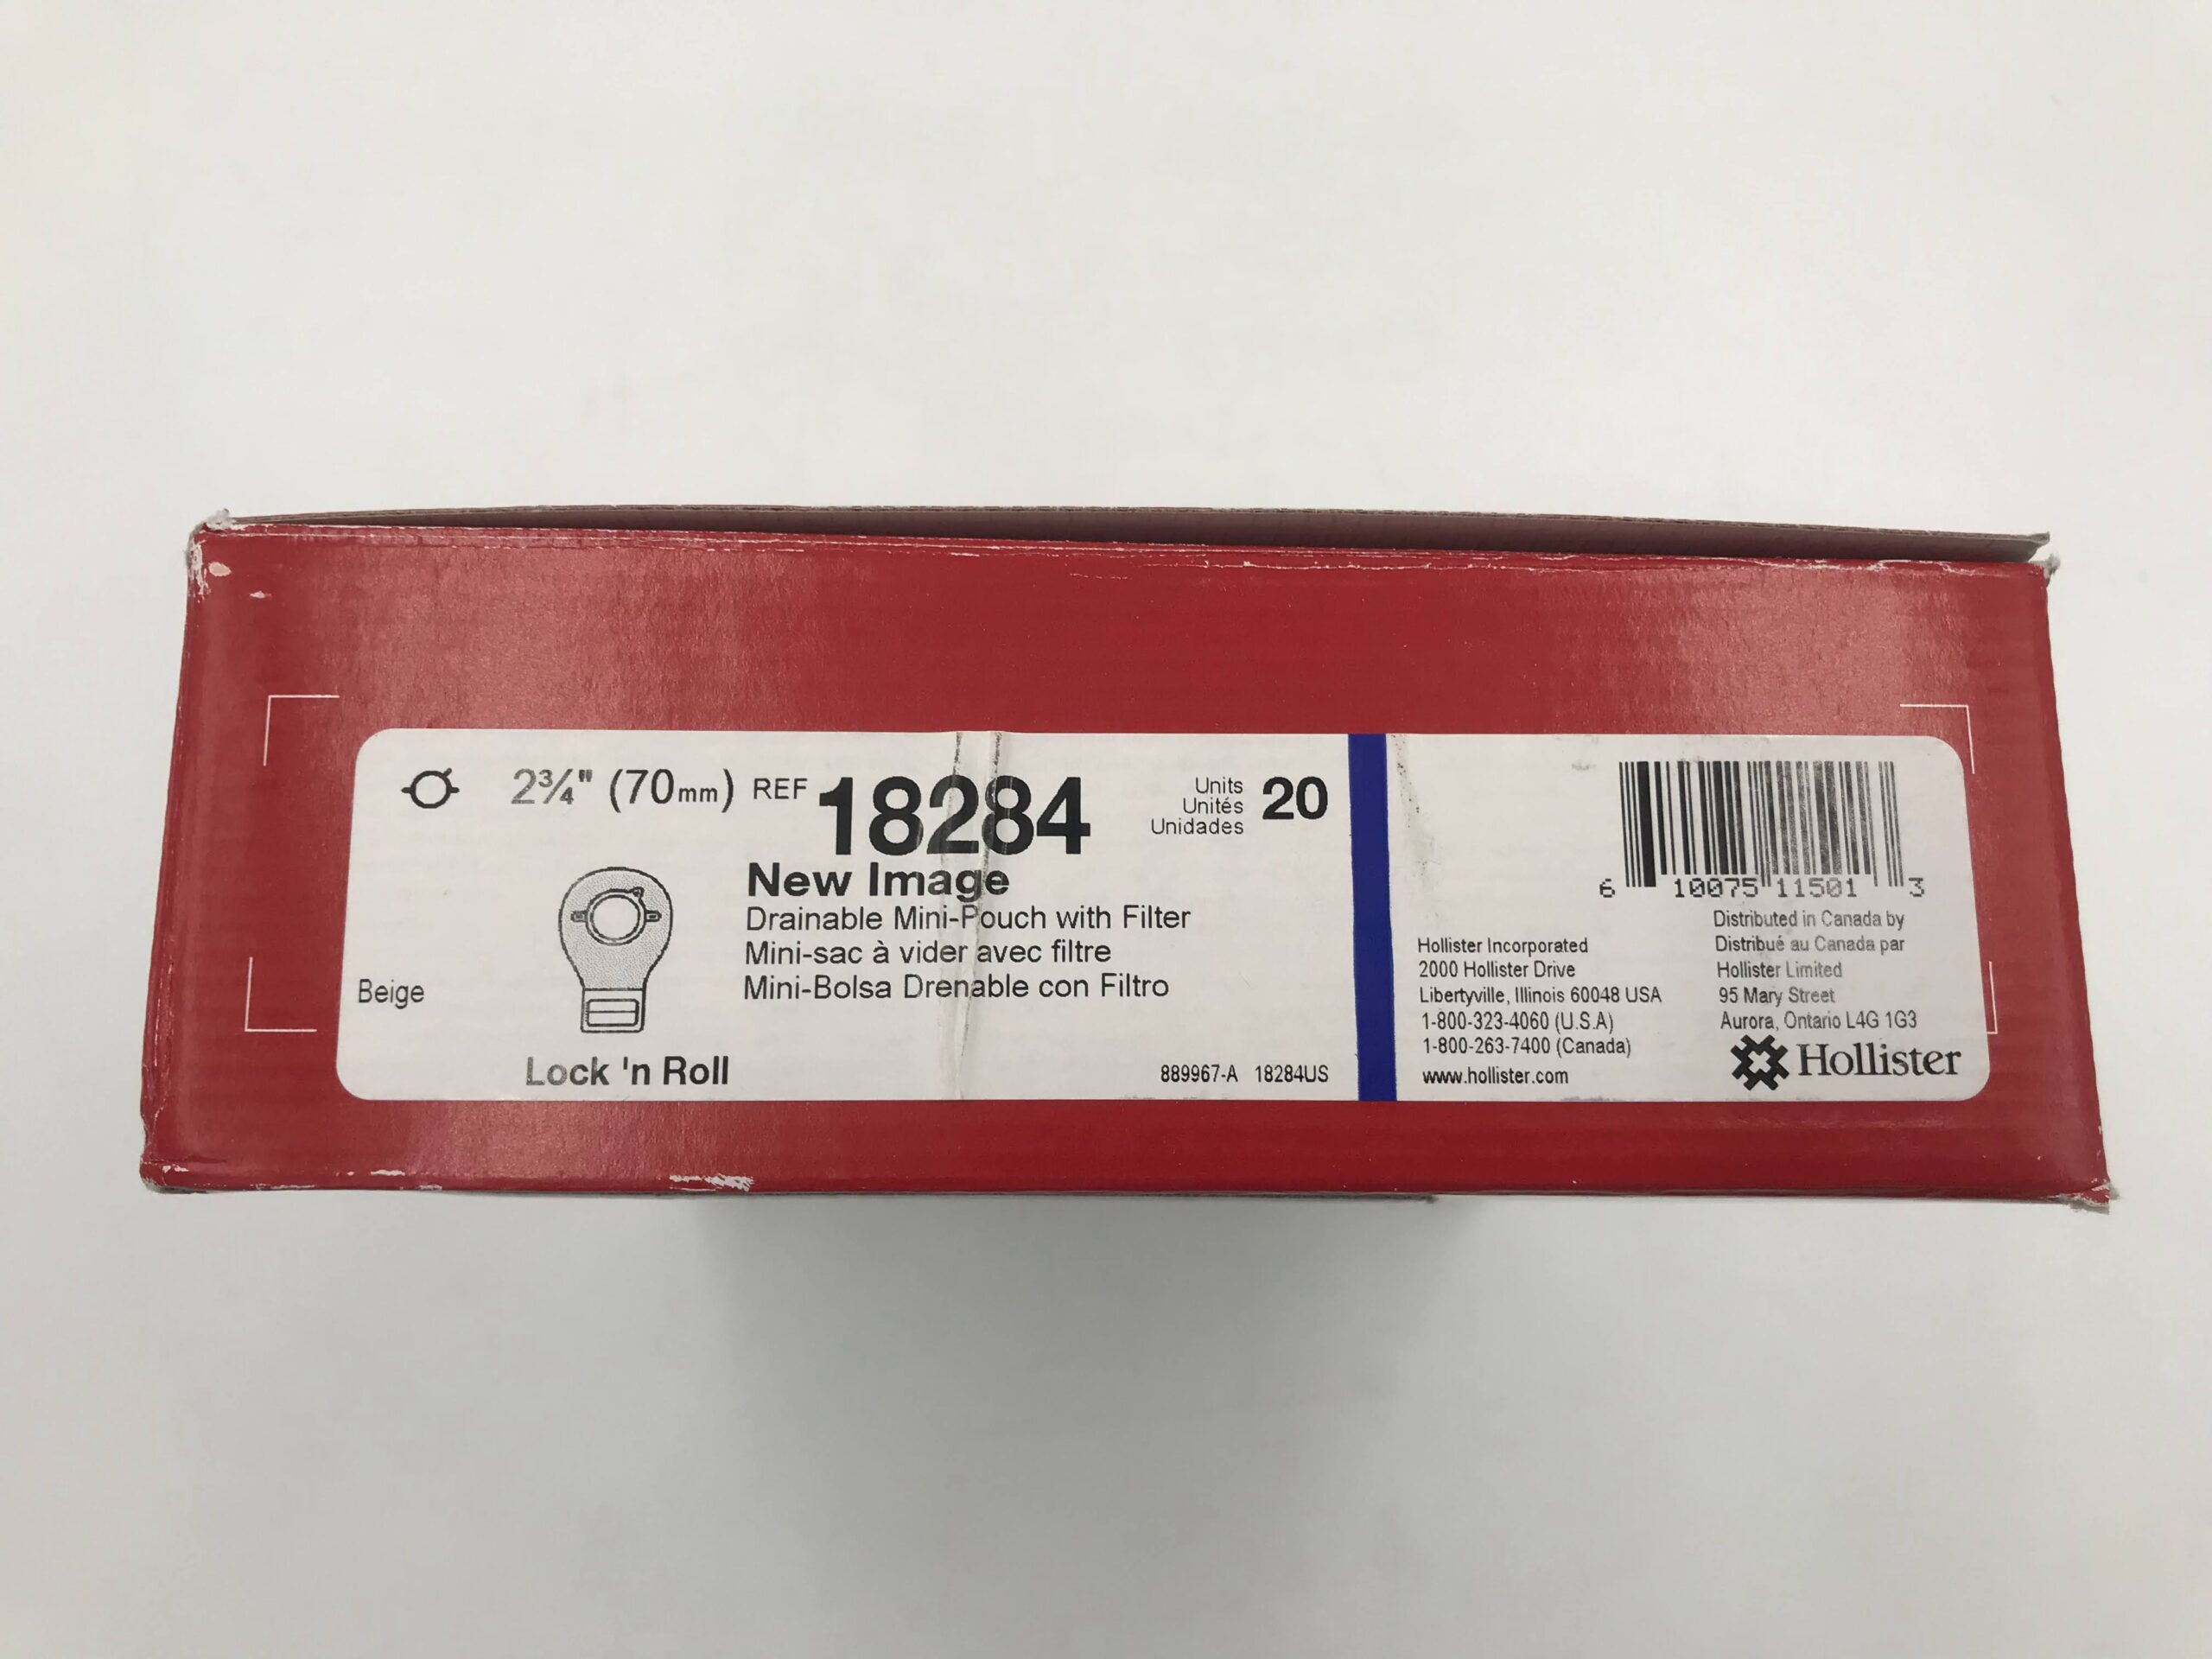 2¾" (70mm) REF 18284
Units
Unités
Unidades
20
New Image
Drainable Mini-Pouch with Filter
Mini-sac à vider avec filtre
Mini-Bolsa Drenable con Filtro
Beige
Lock 'n Roll
889967-A 18284US
6 10075 11501 3
Hollister Incorporated
2000 Hollister Drive
Libertyville, Illinois 60048 USA
1-800-323-4060 (U.S.A)
1-800-263-7400 (Canada)
www.hollister.com
Distributed in Canada by
Distribué au Canada par
Hollister Limited
95 Mary Street
Aurora, Ontario L4G 1G3
Hollister